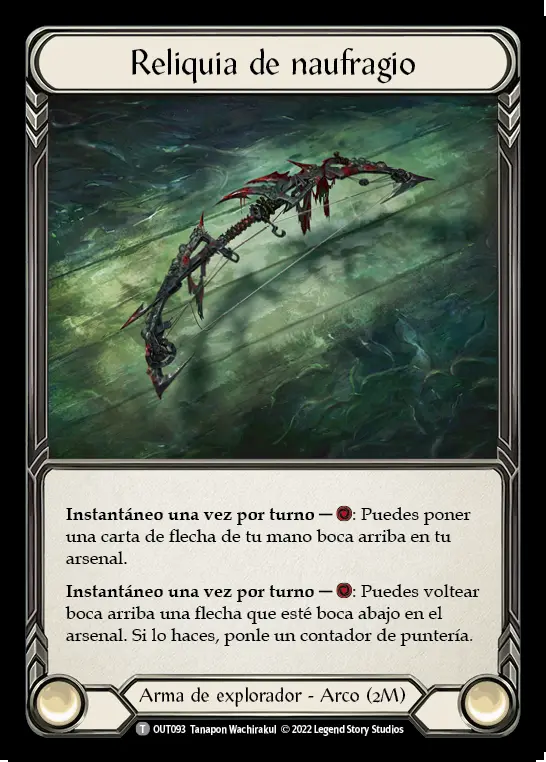 Reliquia de naufragio
Instantáneo una vez por turno — : Puedes poner
una carta de flecha de tu mano boca arriba en tu
arsenal.
Instantáneo una vez por turno — : Puedes voltear
boca arriba una flecha que esté boca abajo en el
arsenal. Si lo haces, ponle un contador de puntería.
Arma de explorador - Arco (2M)
T OUT093 Tanapon Wachirakul © 2022 Legend Story Studios